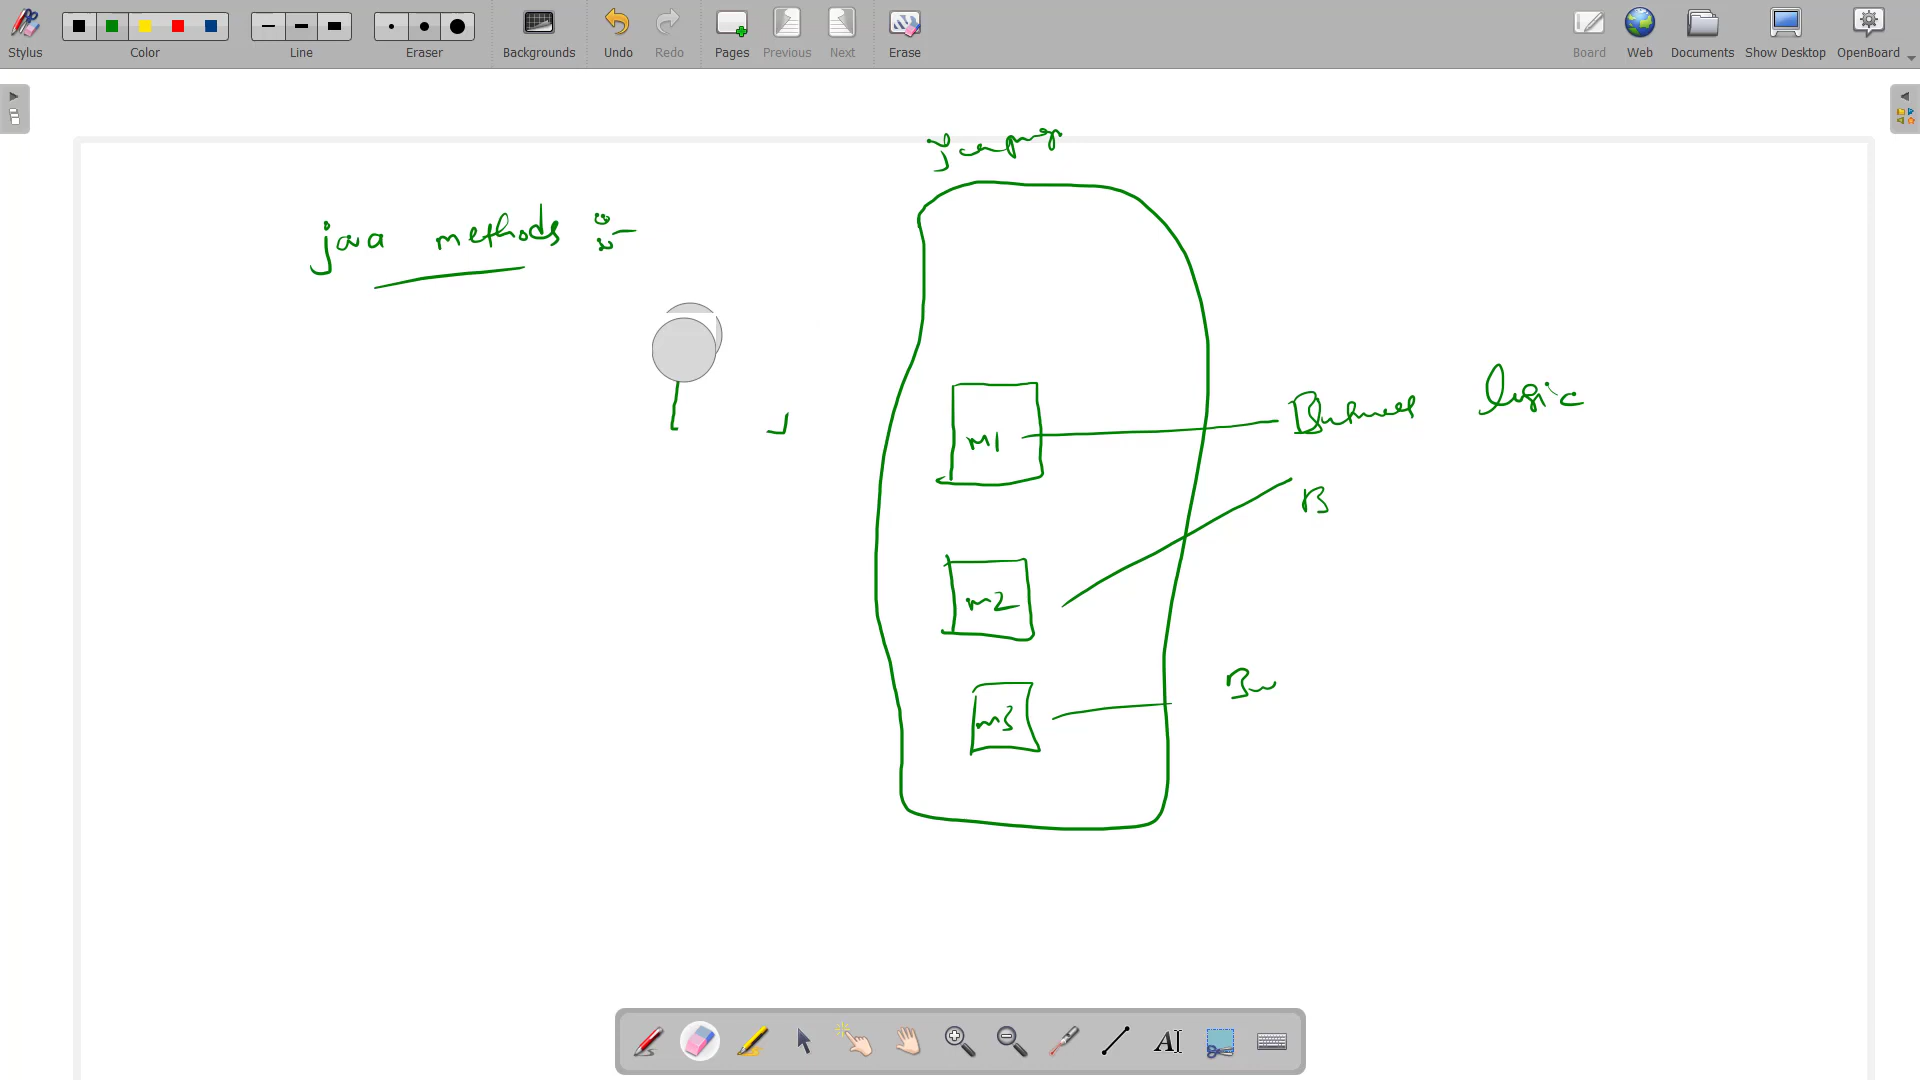 Stylus Color Line Eraser Backgrounds Undo Redo Pages Previous Next Erase Board Web Documents Show Desktop OpenBoard
java methods :-
m1
logic
B
m2
m3